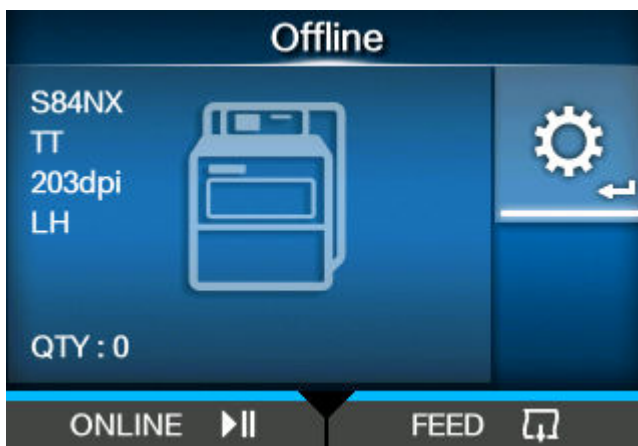 Offline
S84NX
TT
203dpi
LH
QTY : 0
ONLINE
FEED